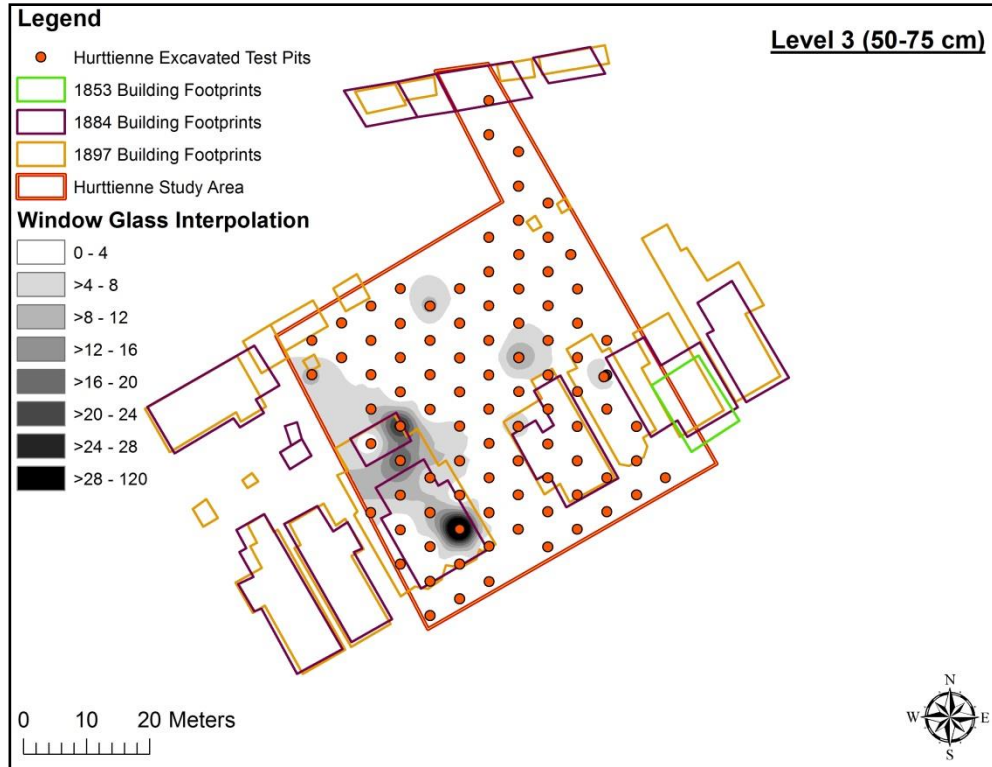 Legend
Hurttienne Excavated Test Pits
1853 Building Footprints
1884 Building Footprints
1897 Building Footprints
Hurttienne Study Area
Window Glass Interpolation
0 - 4
>4 - 8
>8 - 12
>12 - 16
>16 - 20
>20 - 24
>24 - 28
>28 - 120
Level 3 (50-75 cm)
0 10 20 Meters
N
W E
S